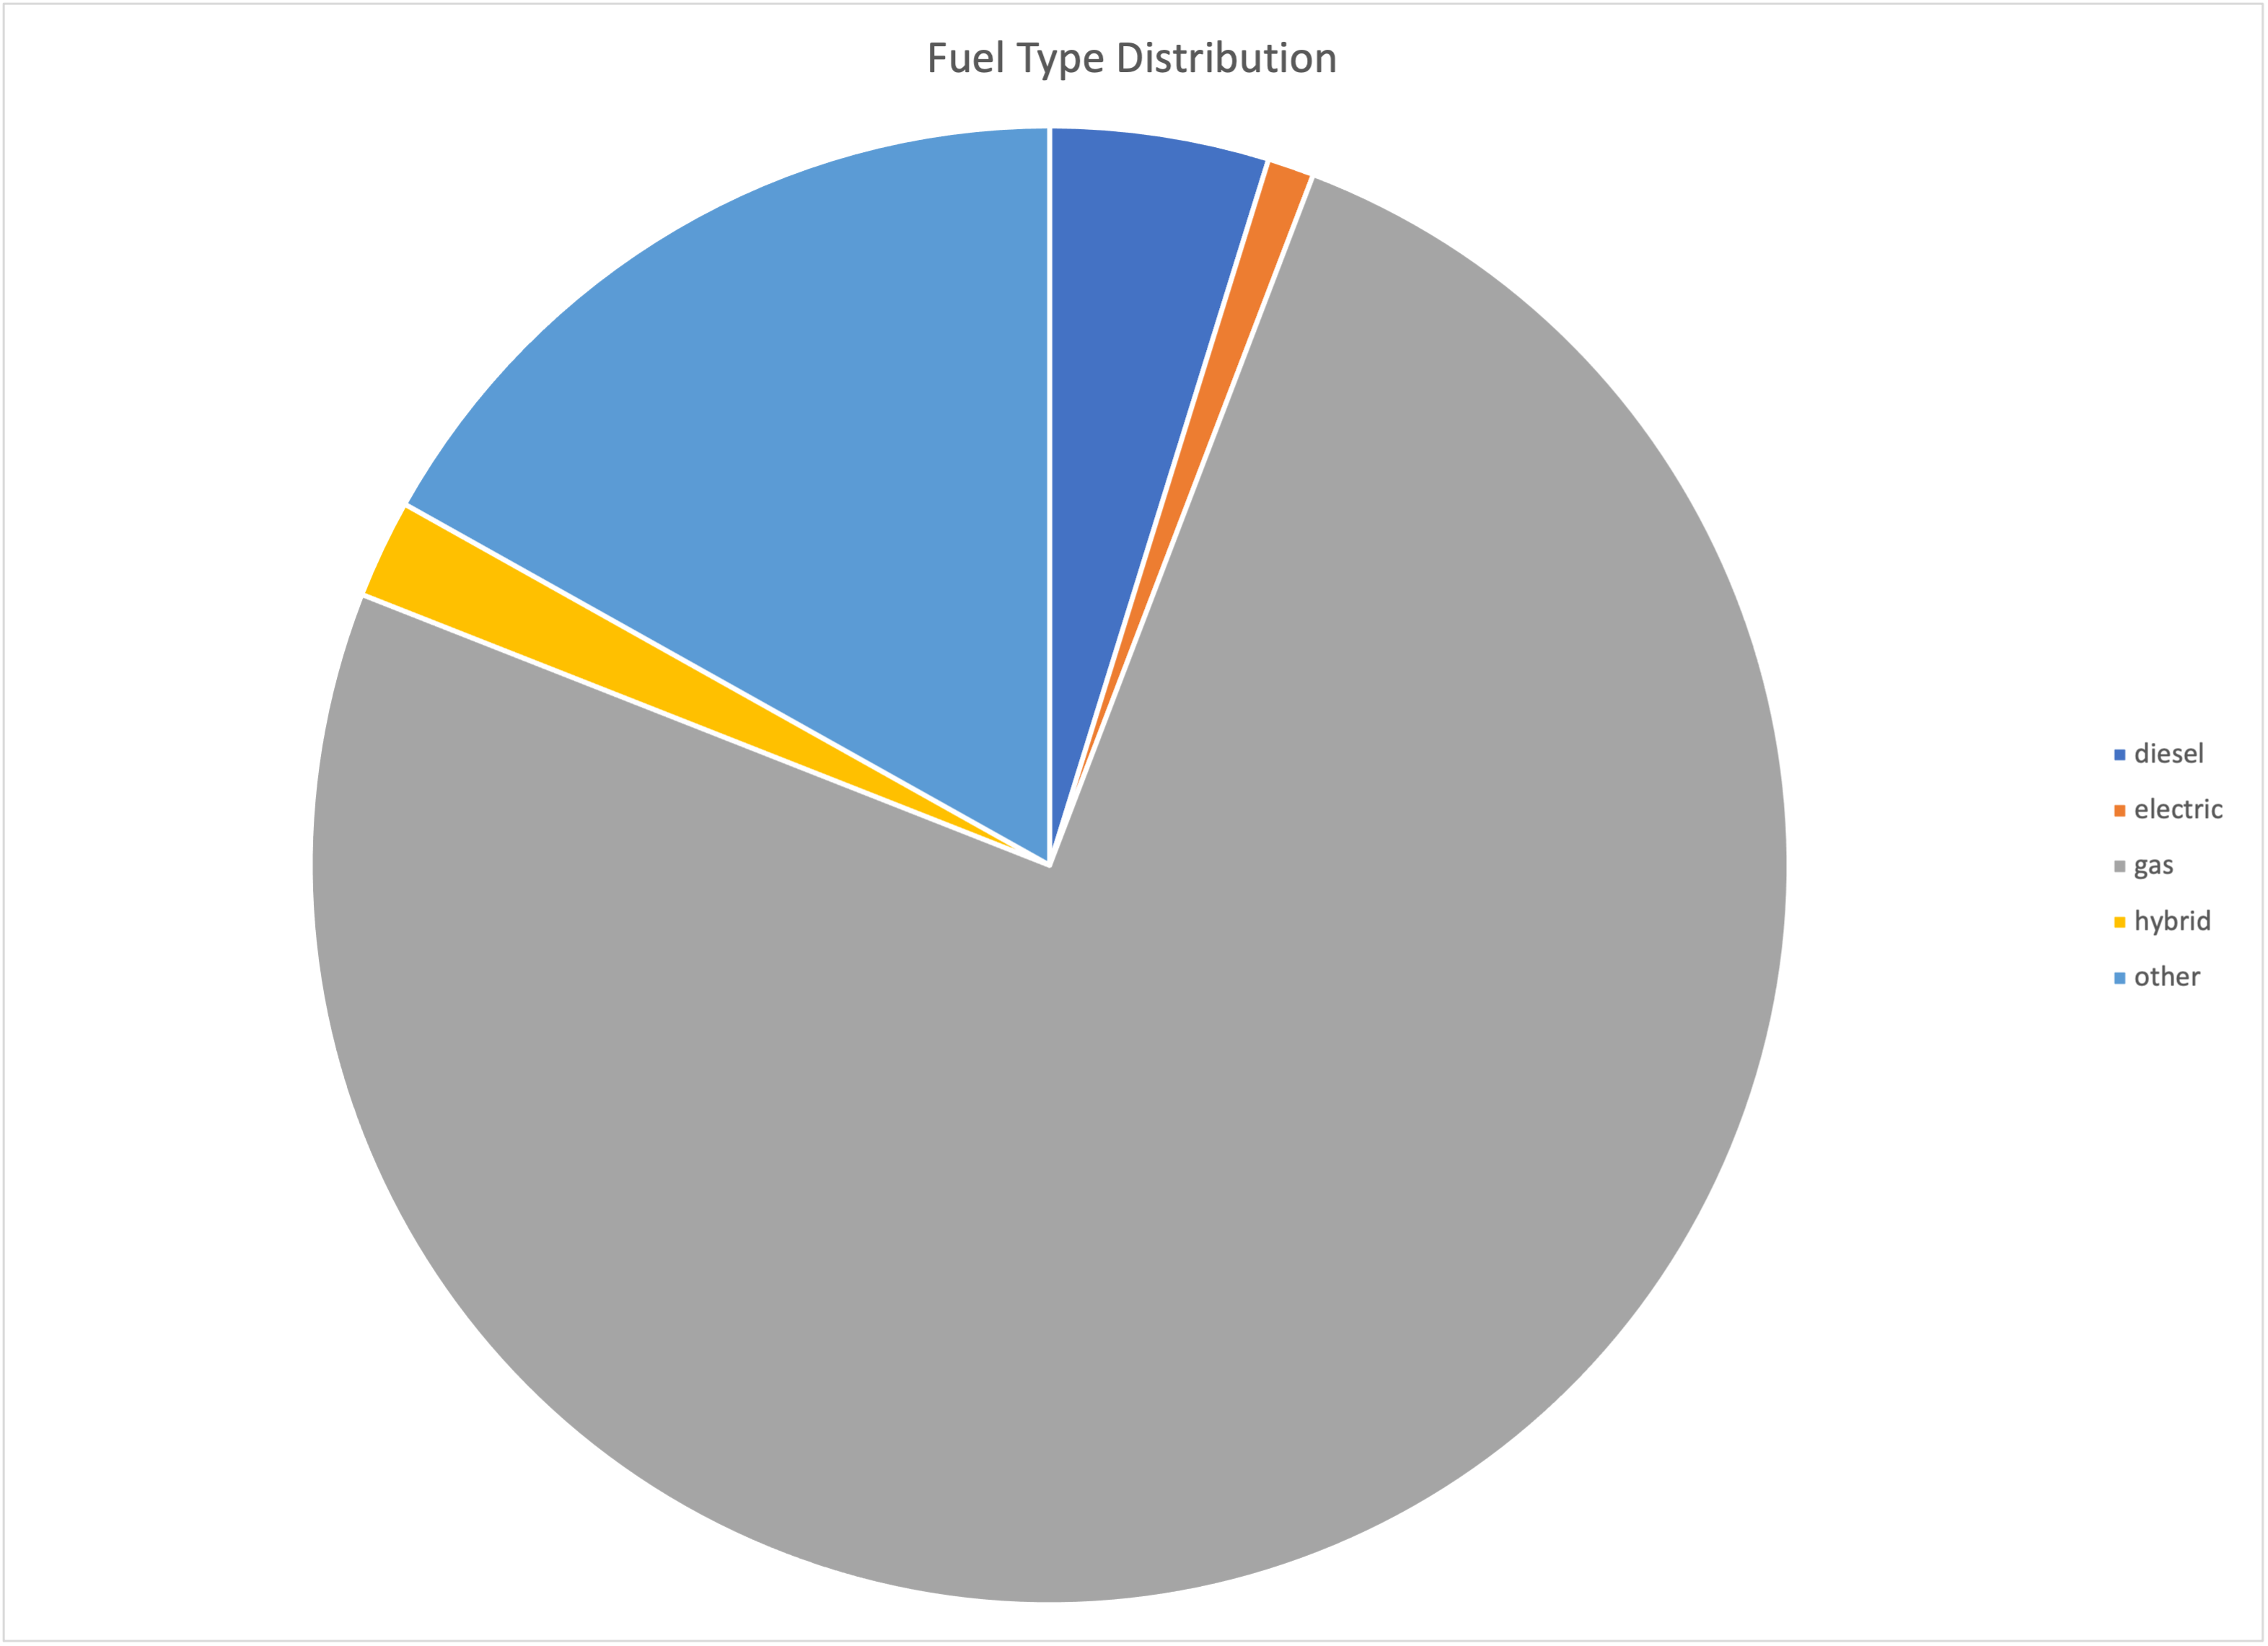 Fuel Type Distribution
diesel
electric
gas
hybrid
other